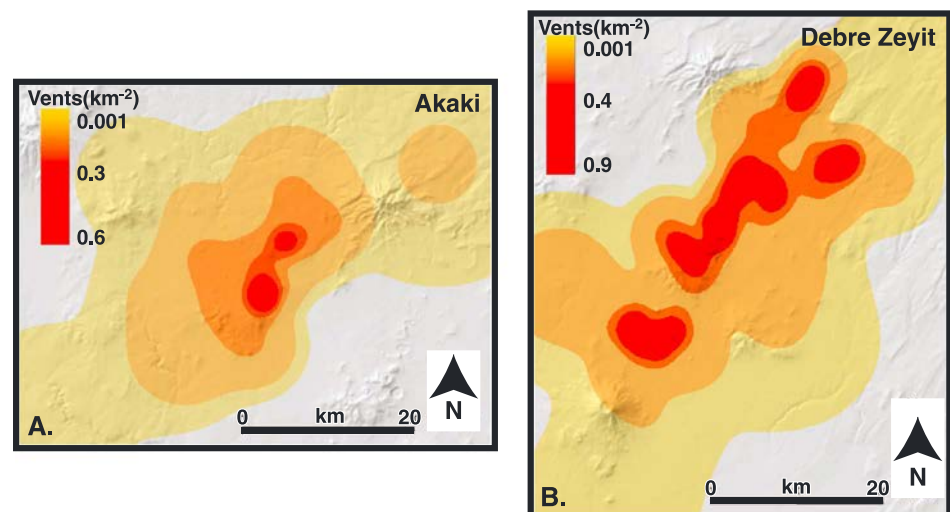 Vents(km-2)
Akaki
0.001
0.3
0.6
0 km 20
N
A.
Vents(km-2)
Debre Zeyit
0.001
0.4
0.9
0 km 20
N
B.